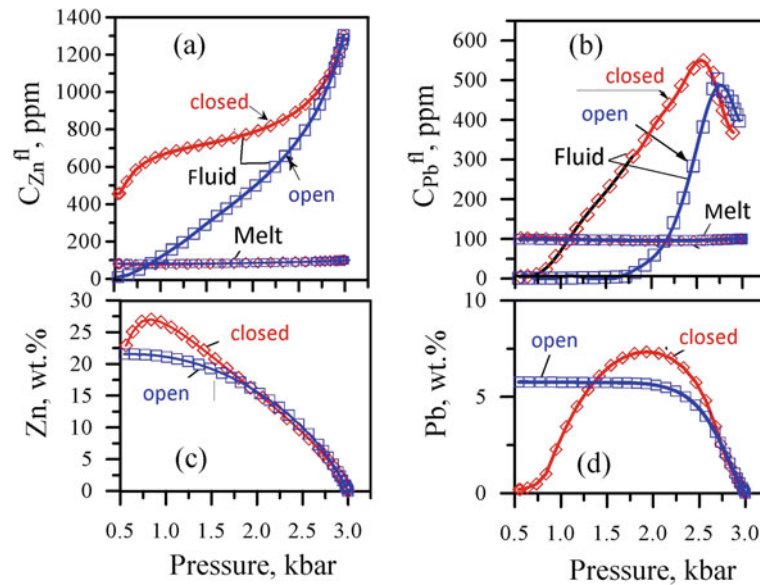 (a)
C_Zn^fl, ppm
1400
1200
1000
800
600
400
200
100
0
closed
Fluid
open
Melt
(b)
C_Pb^fl, ppm
600
500
400
300
200
100
0
closed
open
Fluid
Melt
(c)
Zn, wt.%
30
25
20
15
10
5
0
closed
open
0.5 1.0 1.5 2.0 2.5 3.0
Pressure, kbar
(d)
Pb, wt.%
10
5
0
open
closed
0.5 1.0 1.5 2.0 2.5 3.0
Pressure, kbar